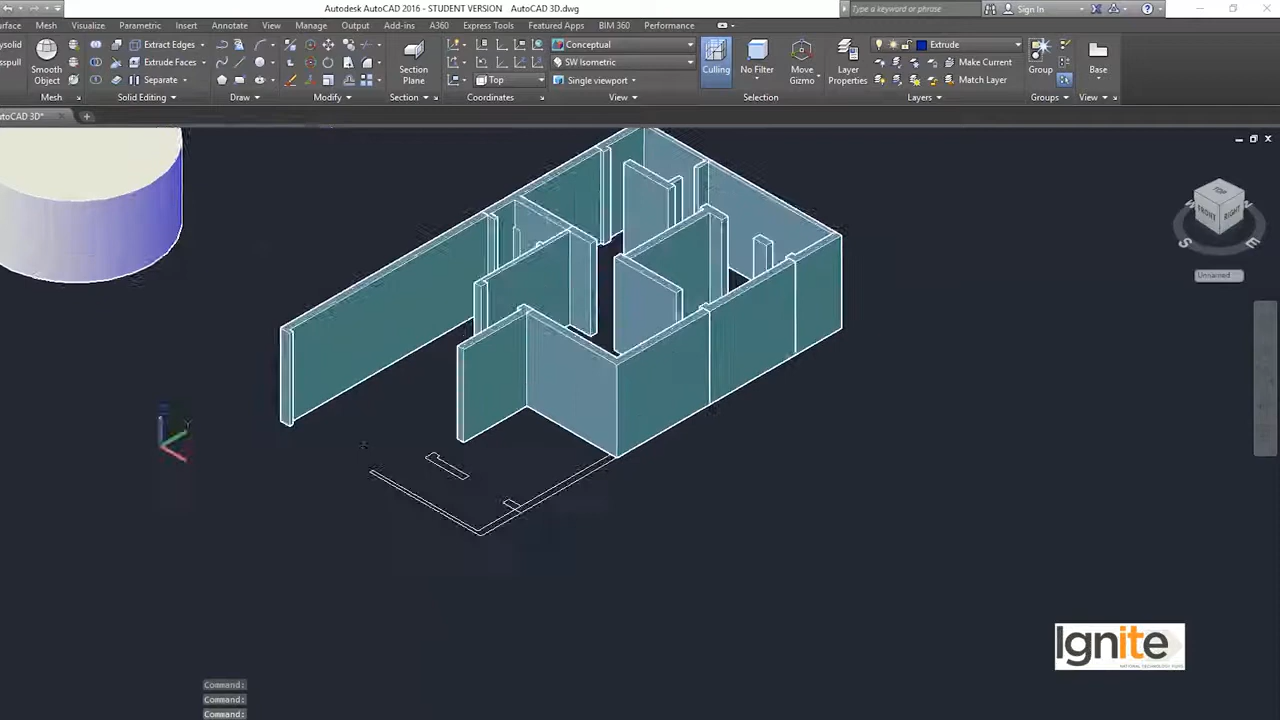 Autodesk AutoCAD 2016 - STUDENT VERSION AutoCAD 3D.dwg
Type a keyword or phrase
Sign In
Mesh Visualize Parametric Insert Annotate View Manage Output Add-ins A360 Express Tools Featured Apps BIM 360 Performance
Smooth Object
Extract Edges
Extrude Faces
Separate
Section Plane
Conceptual
SW Isometric
Top
Single viewport
Culling
No Filter
Move Gizmo
Layer Properties
Extrude
Make Current
Match Layer
Group
Base
Mesh Solid Editing Draw Modify Section Coordinates View Selection Layers Groups View
TOP
FRONT
RIGHT
S
E
Unnamed
Y
Ignite
Command:
Command:
Command: